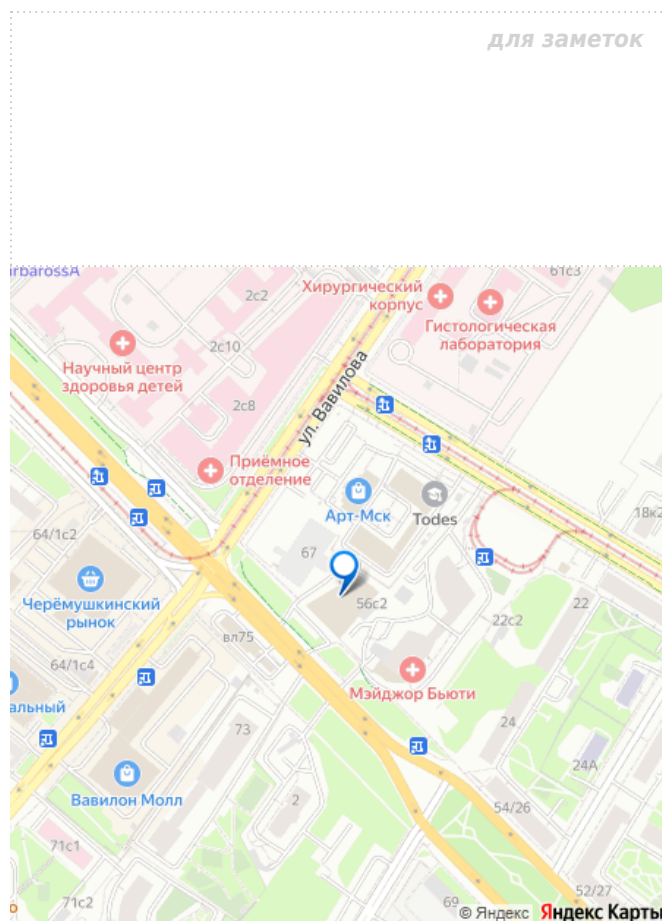 для заметок
rbarossA
2с2
Хирургический
корпус
61с3
Гистологическая
лаборатория
Научный центр
здоровья детей
2с10
ул. Вавилова
2с8
Приёмное
отделение
Арт-Мск
Todes
18к2
64/1с2
67
Черёмушкинский
рынок
56с2
22
22с2
вл75
64/1с4
Мэйджор Бьюти
альный
73
24
24А
Вавилон Молл
2
54/26
71с1
71с2
69
52/27
о
© Яндекс Яндекс Карты